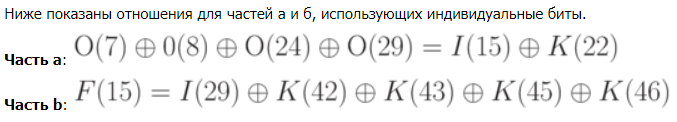 Ниже показаны отношения для частей а и б, использующих индивидуальные биты.
Часть a: O(7) ⊕ 0(8) ⊕ O(24) ⊕ O(29) = I(15) ⊕ K(22)
Часть b: F(15) = I(29) ⊕ K(42) ⊕ K(43) ⊕ K(45) ⊕ K(46)